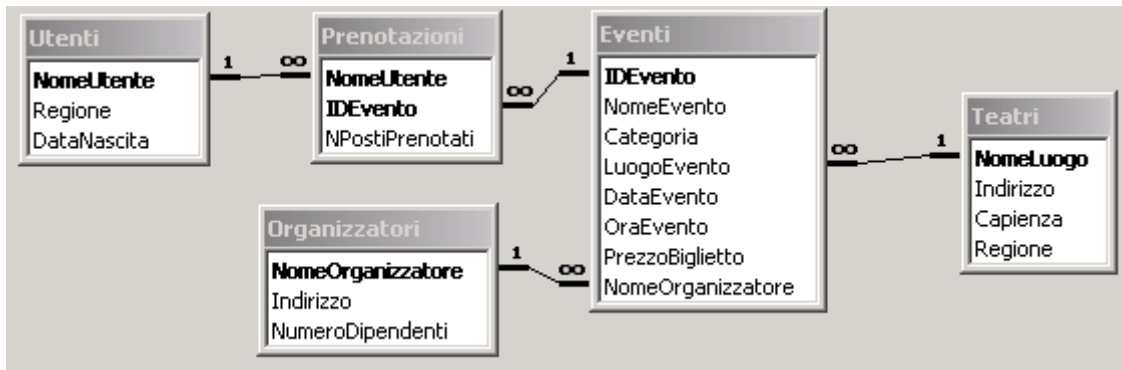 Utenti
NomeUtente
Regione
DataNascita
1
∞
Prenotazioni
NomeUtente
IDEvento
NPostiPrenotati
∞
1
Eventi
IDEvento
NomeEvento
Categoria
LuogoEvento
DataEvento
OraEvento
PrezzoBiglietto
NomeOrganizzatore
∞
1
Teatri
NomeLuogo
Indirizzo
Capienza
Regione
Organizzatori
NomeOrganizzatore
Indirizzo
NumeroDipendenti
1
∞